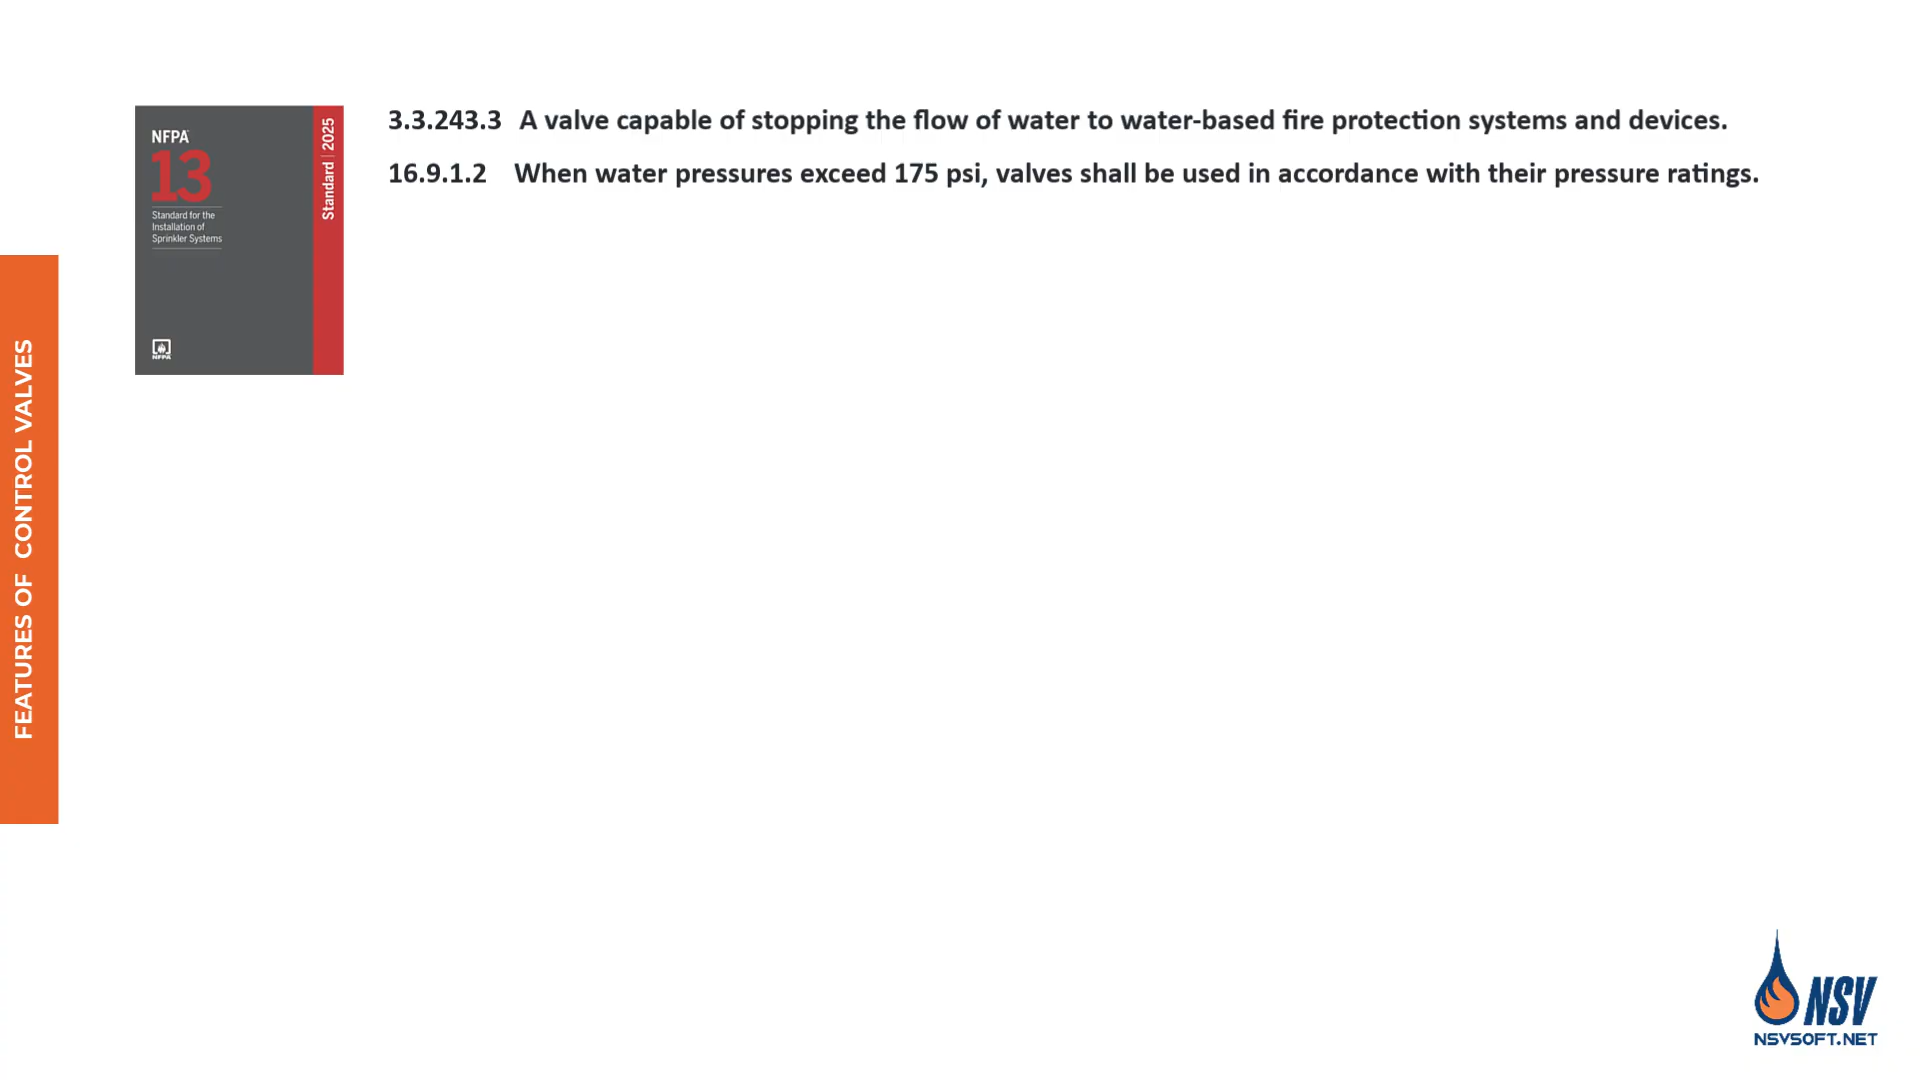 3.3.243.3 A valve capable of stopping the flow of water to water-based fire protection systems and devices.
16.9.1.2 When water pressures exceed 175 psi, valves shall be used in accordance with their pressure ratings.
NFPA
13
Standard for the
Installation of
Sprinkler Systems
Standard | 2025
NFPA
FEATURES OF CONTROL VALVES
NSV
NSVSOFT.NET